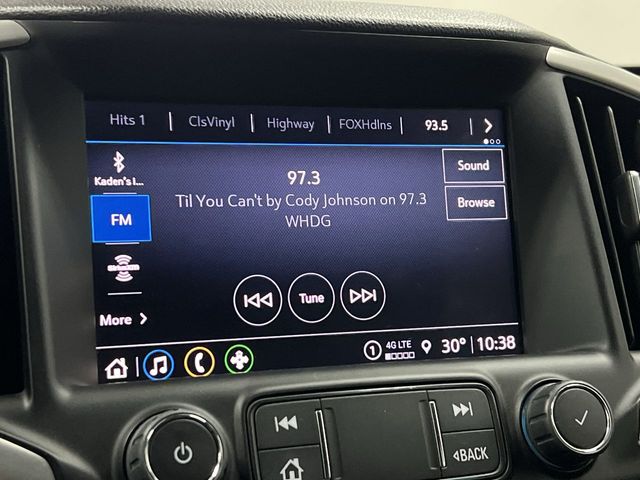 Hits 1 | ClsVinyl | Highway | FOXHdlns | 93.5
Kaden's i...
97.3
Sound
Til You Can't by Cody Johnson on 97.3
WHDG
Browse
FM
SiriusXM
Tune
More
1 4G LTE 30° | 10:38
BACK